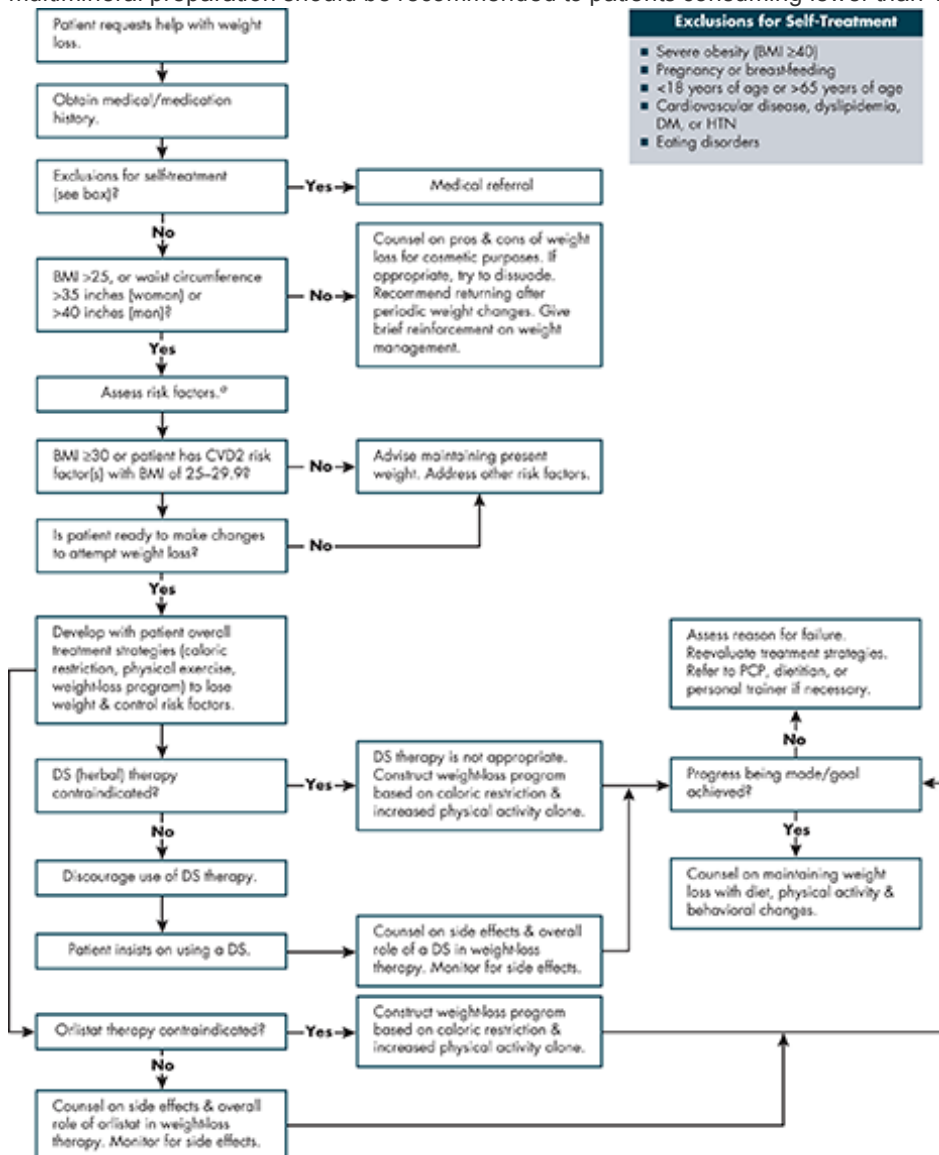 multimineral preparation should be recommended to patients consuming lower than
Patient requests help with weight
loss.
Exclusions for Self-Treatment
■ Severe obesity (BMI ≥40)
■ Pregnancy or breast-feeding
■ <18 years of age or >65 years of age
■ Cardiovascular disease, dyslipidemia,
DM, or HTN
■ Eating disorders
Obtain medical/medication
history.
Exclusions for self-treatment
(see box)?
Yes
Medical referral
No
BMI >25, or waist circumference
>35 inches (woman) or
>40 inches (man)?
No
Counsel on pros & cons of weight
loss for cosmetic purposes. If
appropriate, try to dissuade.
Recommend returning after
periodic weight changes. Give
brief reinforcement on weight
management.
Yes
Assess risk factors.a
BMI ≥30 or patient has CVD2 risk
factor(s) with BMI of 25–29.9?
No
Advise maintaining present
weight. Address other risk factors.
Is patient ready to make changes
to attempt weight loss?
No
Yes
Develop with patient overall
treatment strategies (caloric
restriction, physical exercise,
weight-loss program) to lose
weight & control risk factors.
Assess reason for failure.
Reevaluate treatment strategies.
Refer to PCP, dietitian, or
personal trainer if necessary.
No
DS (herbal) therapy
contraindicated?
Yes
DS therapy is not appropriate.
Construct weight-loss program
based on caloric restriction &
increased physical activity alone.
Progress being made/goal
achieved?
No
Yes
Discourage use of DS therapy.
Counsel on maintaining weight
loss with diet, physical activity &
behavioral changes.
Patient insists on using a DS.
Counsel on side effects & overall
role of a DS in weight-loss
therapy. Monitor for side effects.
Orlistat therapy contraindicated?
Yes
Construct weight-loss program
based on caloric restriction &
increased physical activity alone.
No
Counsel on side effects & overall
role of orlistat in weight-loss
therapy. Monitor for side effects.